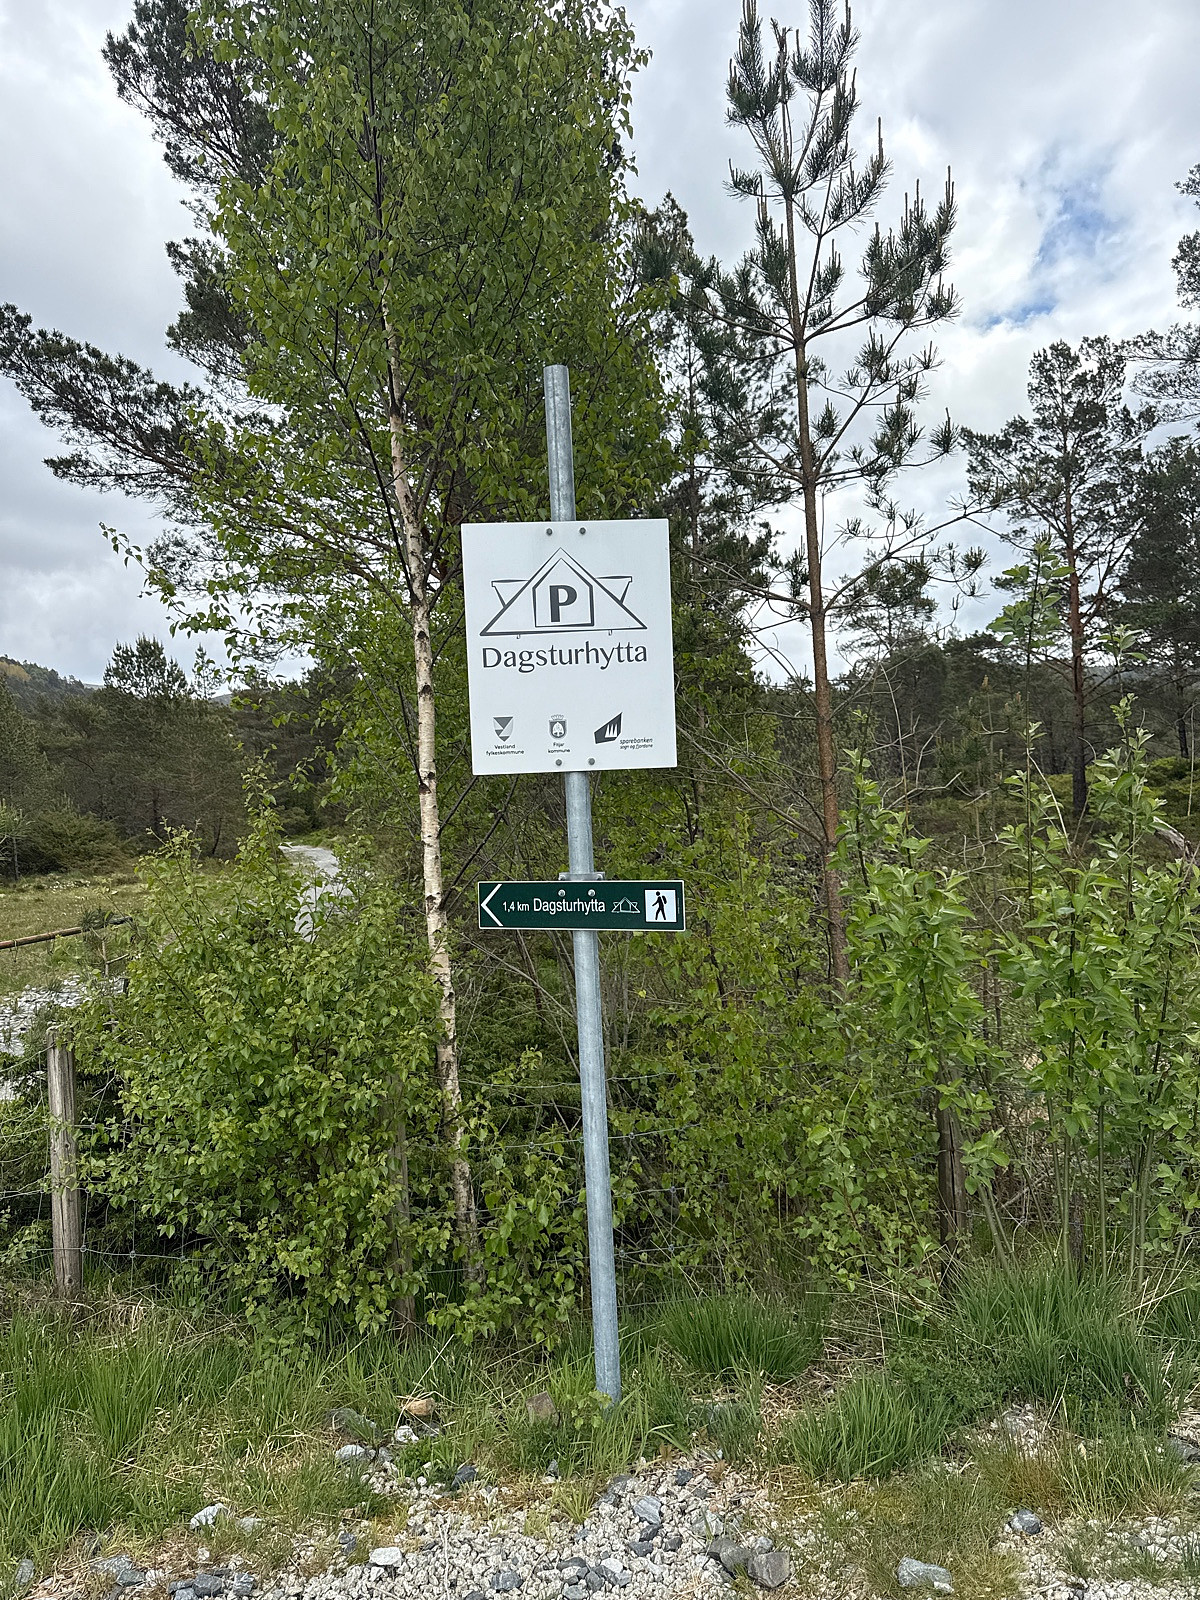 P
Dagsturhytta
Vestland
fylkeskommune
Fitjar
kommune
sparebanken
sogn og fjordane
1,4 km Dagsturhytta